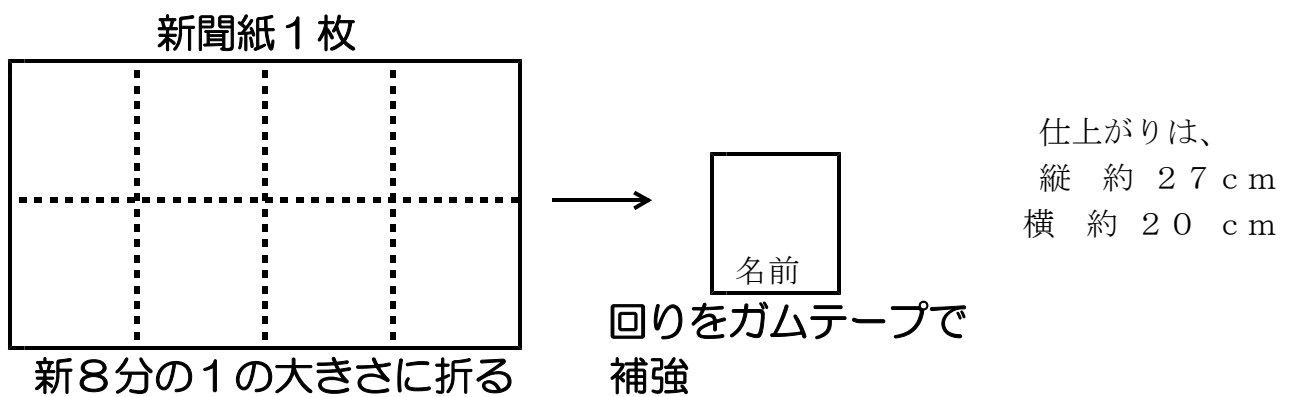 新聞紙１枚
新８分の１の大きさに折る
名前
回りをガムテープで
補強
仕上がりは、
縦　約 ２７ｃｍ
横　約 ２０　ｃｍ